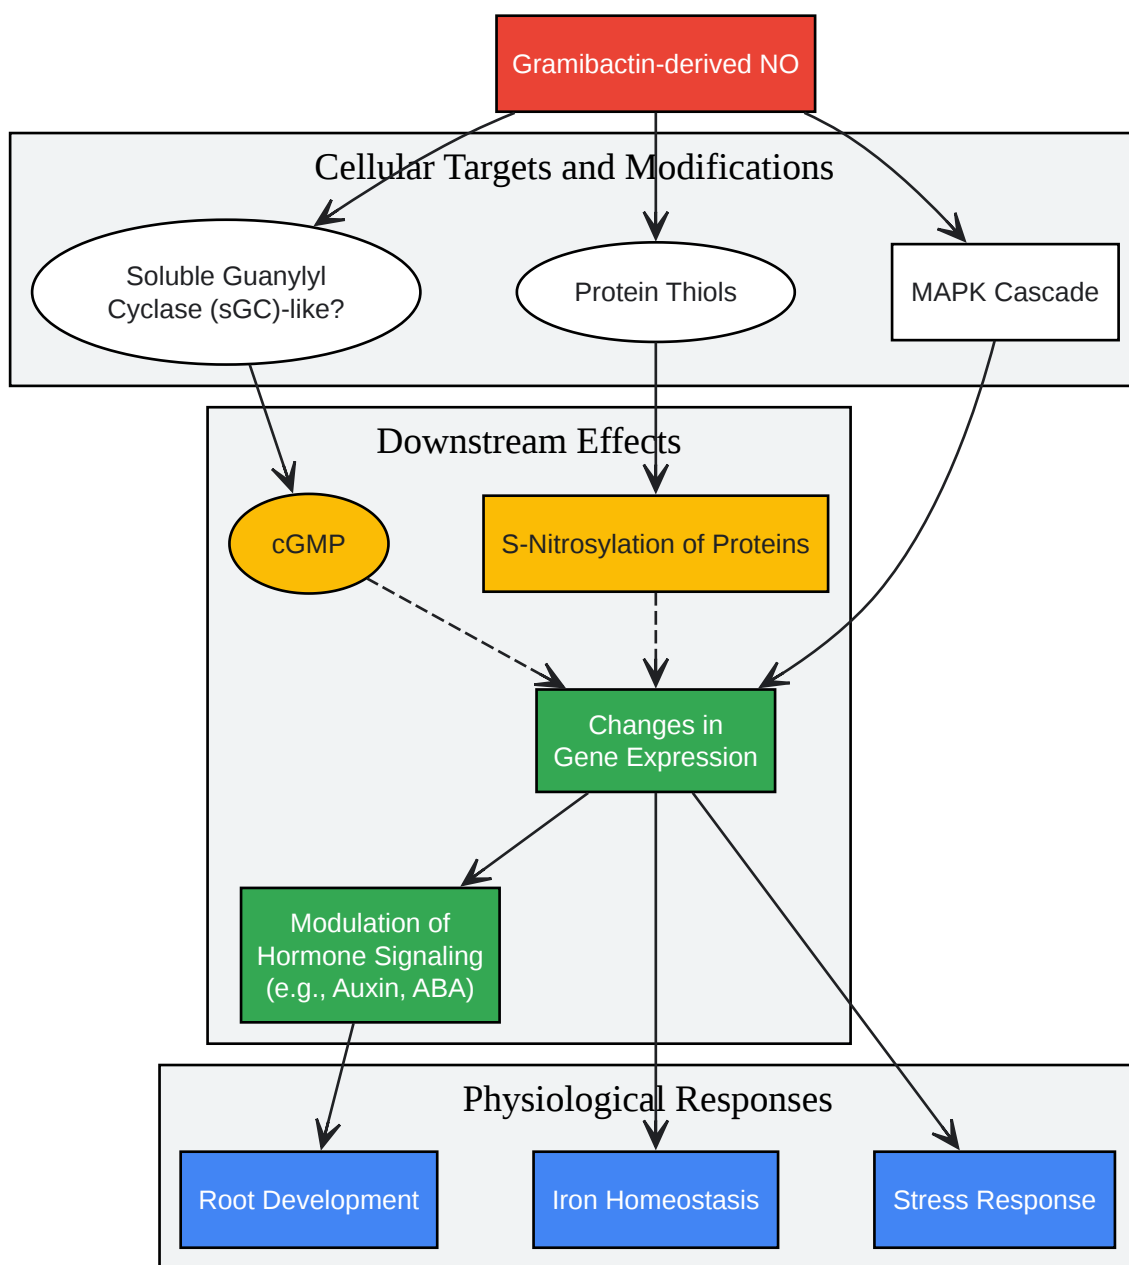 Gramibactin-derived NO
Cellular Targets and Modifications
Soluble Guanylyl
Cyclase (sGC)-like?
Protein Thiols
MAPK Cascade
Downstream Effects
cGMP
S-Nitrosylation of Proteins
Changes in
Gene Expression
Modulation of
Hormone Signaling
(e.g., Auxin, ABA)
Physiological Responses
Root Development
Iron Homeostasis
Stress Response